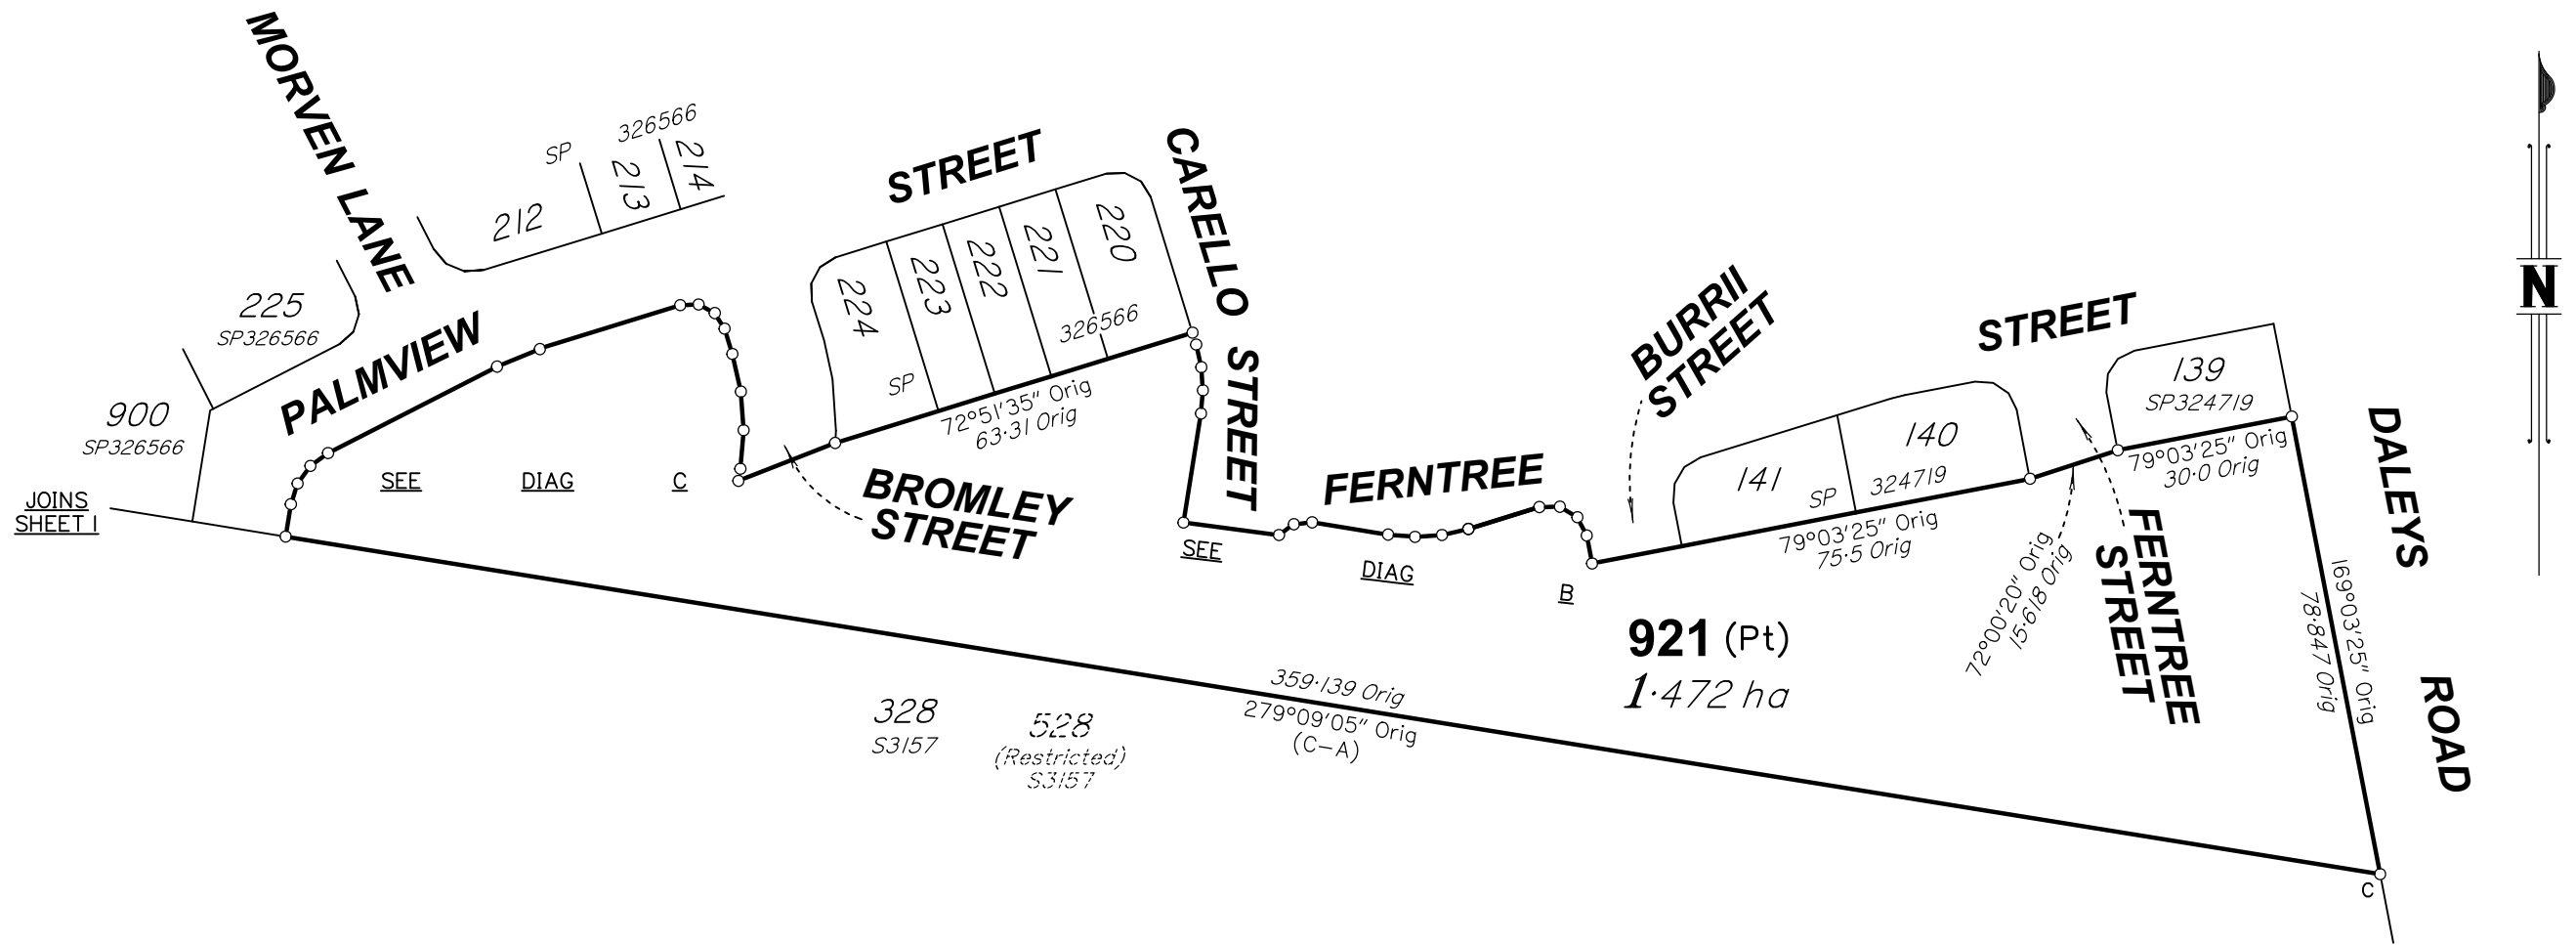 MORVEN LANE
326566
SP
212
213
214
STREET
CARELLO STREET
224
223
222
221
220
SP
326566
72°51'35" Orig
63·31 Orig
225
SP326566
PALMVIEW
900
SP326566
JOINS
SHEET 1
SEE DIAG C
BROMLEY
STREET
FERNTREE
SEE DIAG B
BURRII
STREET
STREET
141
140
SP
324719
79°03'25" Orig
75·5 Orig
139
SP324719
79°03'25" Orig
30·0 Orig
72°00'20" Orig
15·618 Orig
FERNTREE
STREET
DALEYS ROAD
169°03'25" Orig
78·847 Orig
921 (Pt)
1·472 ha
359·139 Orig
279°09'05" Orig
(C-A)
328
S3157
528
(Restricted)
S3157
C
N